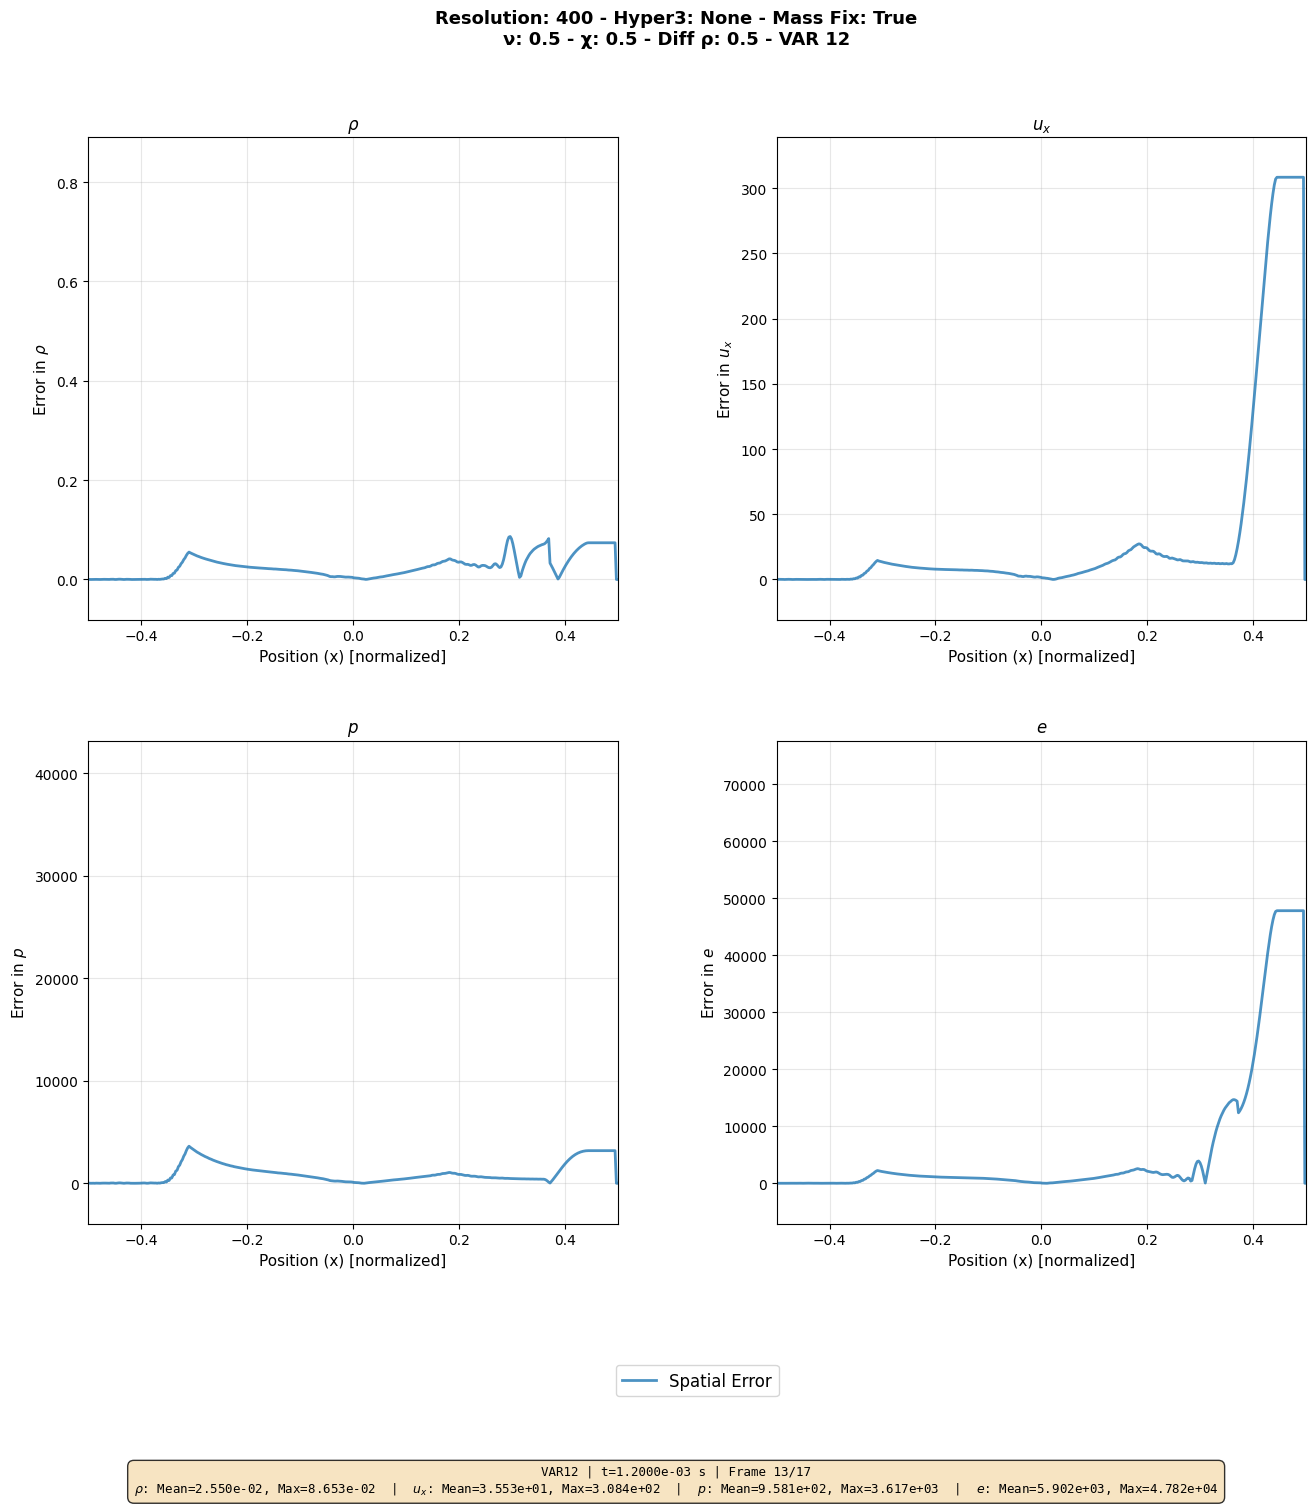 Resolution: 400 - Hyper3: None - Mass Fix: True
ν: 0.5 - χ: 0.5 - Diff ρ: 0.5 - VAR 12
ρ
Error in ρ
0.8
0.6
0.4
0.2
0.0
−0.4 −0.2 0.0 0.2 0.4
Position (x) [normalized]
uₓ
Error in uₓ
300
250
200
150
100
50
0
−0.4 −0.2 0.0 0.2 0.4
Position (x) [normalized]
p
Error in p
40000
30000
20000
10000
0
−0.4 −0.2 0.0 0.2 0.4
Position (x) [normalized]
e
Error in e
70000
60000
50000
40000
30000
20000
10000
0
−0.4 −0.2 0.0 0.2 0.4
Position (x) [normalized]
Spatial Error
VAR12 | t=1.2000e-03 s | Frame 13/17
ρ: Mean=2.550e-02, Max=8.653e-02 | uₓ: Mean=3.553e+01, Max=3.084e+02 | p: Mean=9.581e+02, Max=3.617e+03 | e: Mean=5.902e+03, Max=4.782e+04